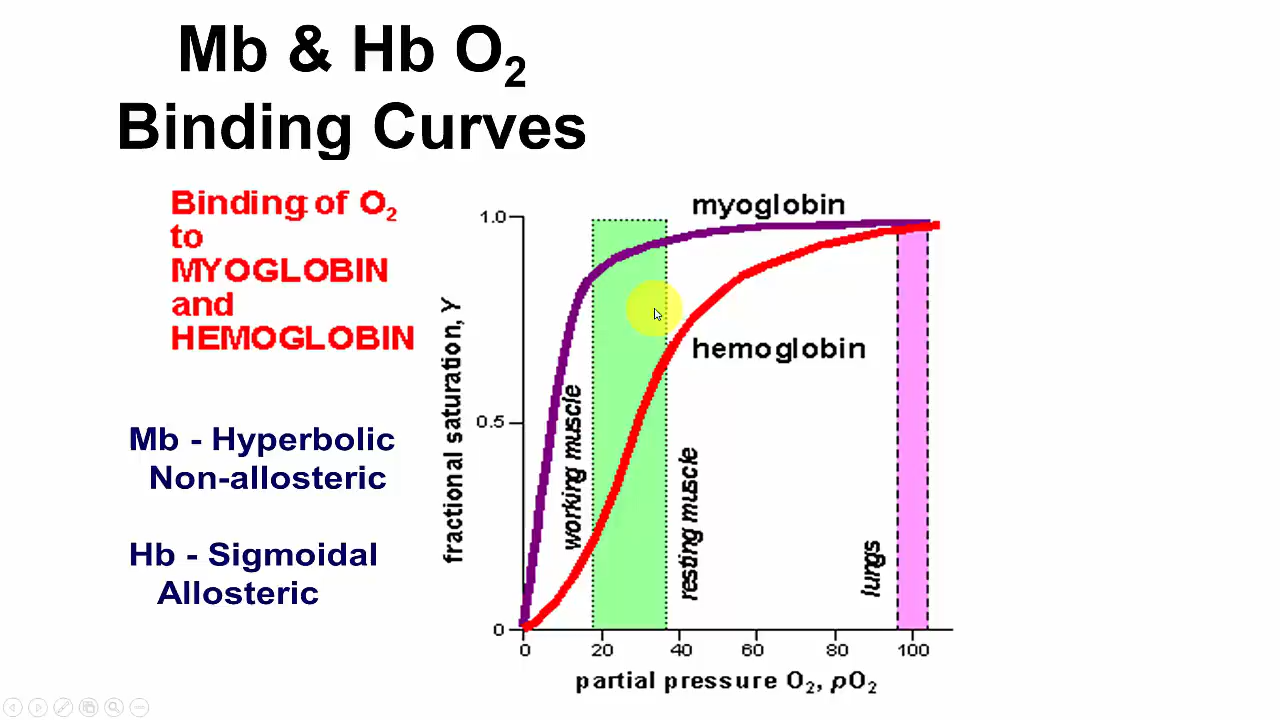 Mb & Hb O₂
Binding Curves
Binding of O₂
to
MYOGLOBIN
and
HEMOGLOBIN
Mb - Hyperbolic
Non-allosteric
Hb - Sigmoidal
Allosteric
fractional saturation, Y
1.0
0.5
0
myoglobin
hemoglobin
working muscle
resting muscle
lungs
0 20 40 60 80 100
partial pressure O₂, pO₂